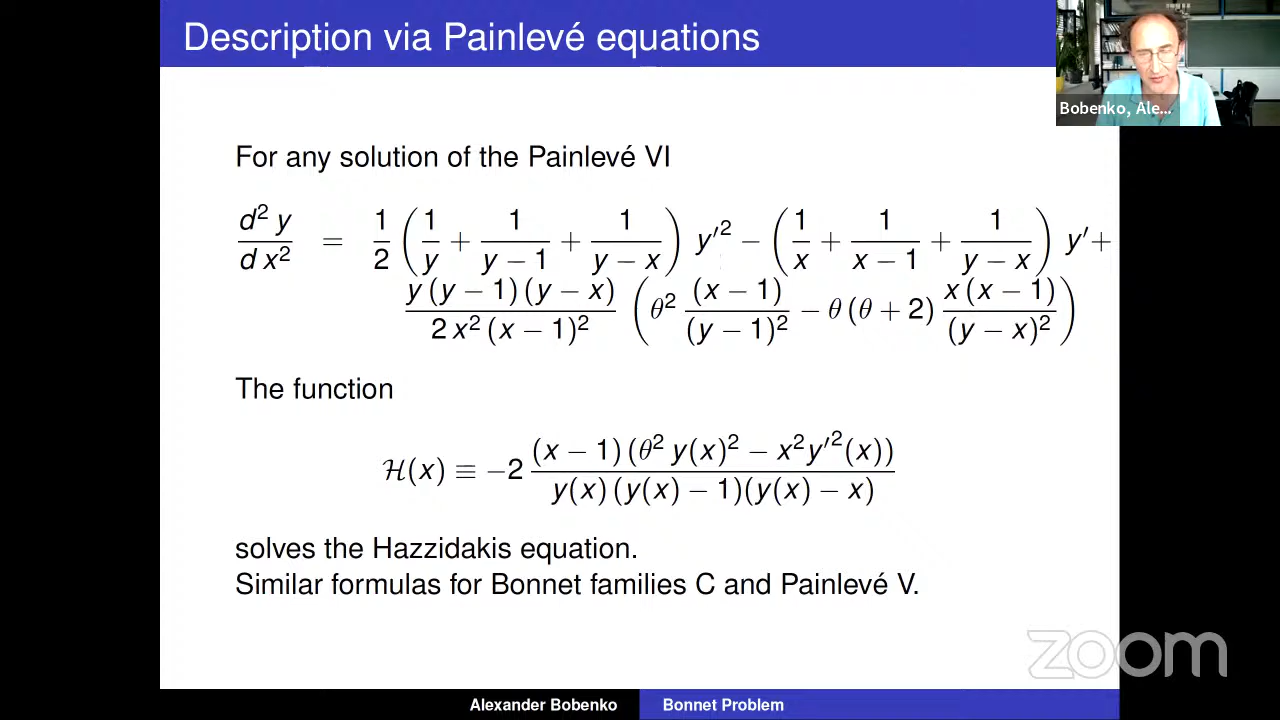 Description via Painlevé equations
Bobenko, Ale...
For any solution of the Painlevé VI
d² y / d x² = 1/2 (1/y + 1/(y − 1) + 1/(y − x)) y′² − (1/x + 1/(x − 1) + 1/(y − x)) y′ +
y (y − 1) (y − x) / 2 x² (x − 1)² (θ² (x − 1)/(y − 1)² − θ (θ + 2) x (x − 1)/(y − x)²)
The function
ℋ(x) ≡ −2 (x − 1) (θ² y(x)² − x² y′²(x)) / y(x) (y(x) − 1)(y(x) − x)
solves the Hazzidakis equation.
Similar formulas for Bonnet families C and Painlevé V.
zoom
Alexander Bobenko Bonnet Problem